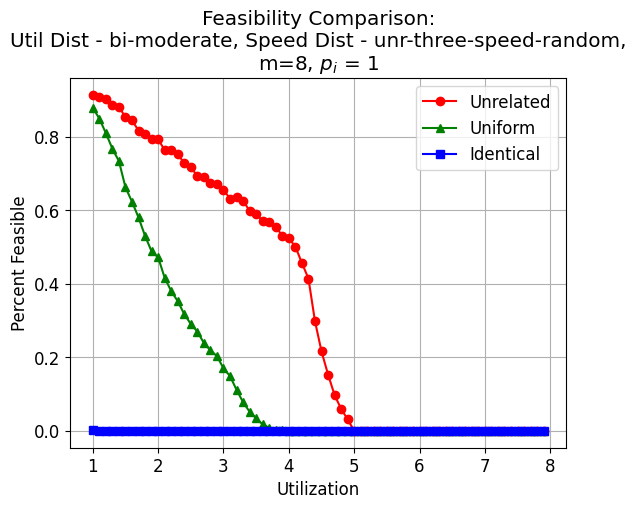 Feasibility Comparison:
Util Dist - bi-moderate, Speed Dist - unr-three-speed-random,
m=8, $p_i$ = 1
Unrelated
Uniform
Identical
Percent Feasible
0.8
0.6
0.4
0.2
0.0
1 2 3 4 5 6 7 8
Utilization